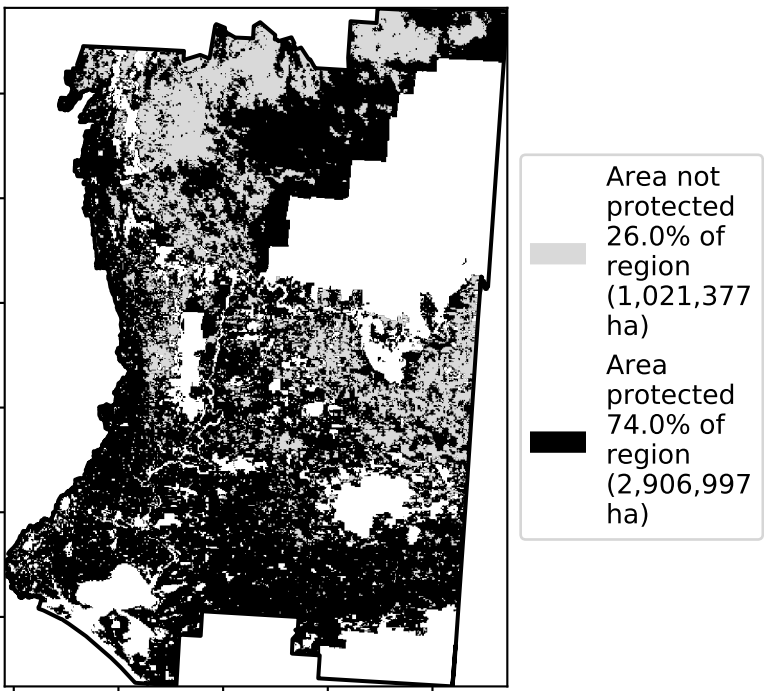 Area not
protected
26.0% of
region
(1,021,377
ha)
Area
protected
74.0% of
region
(2,906,997
ha)